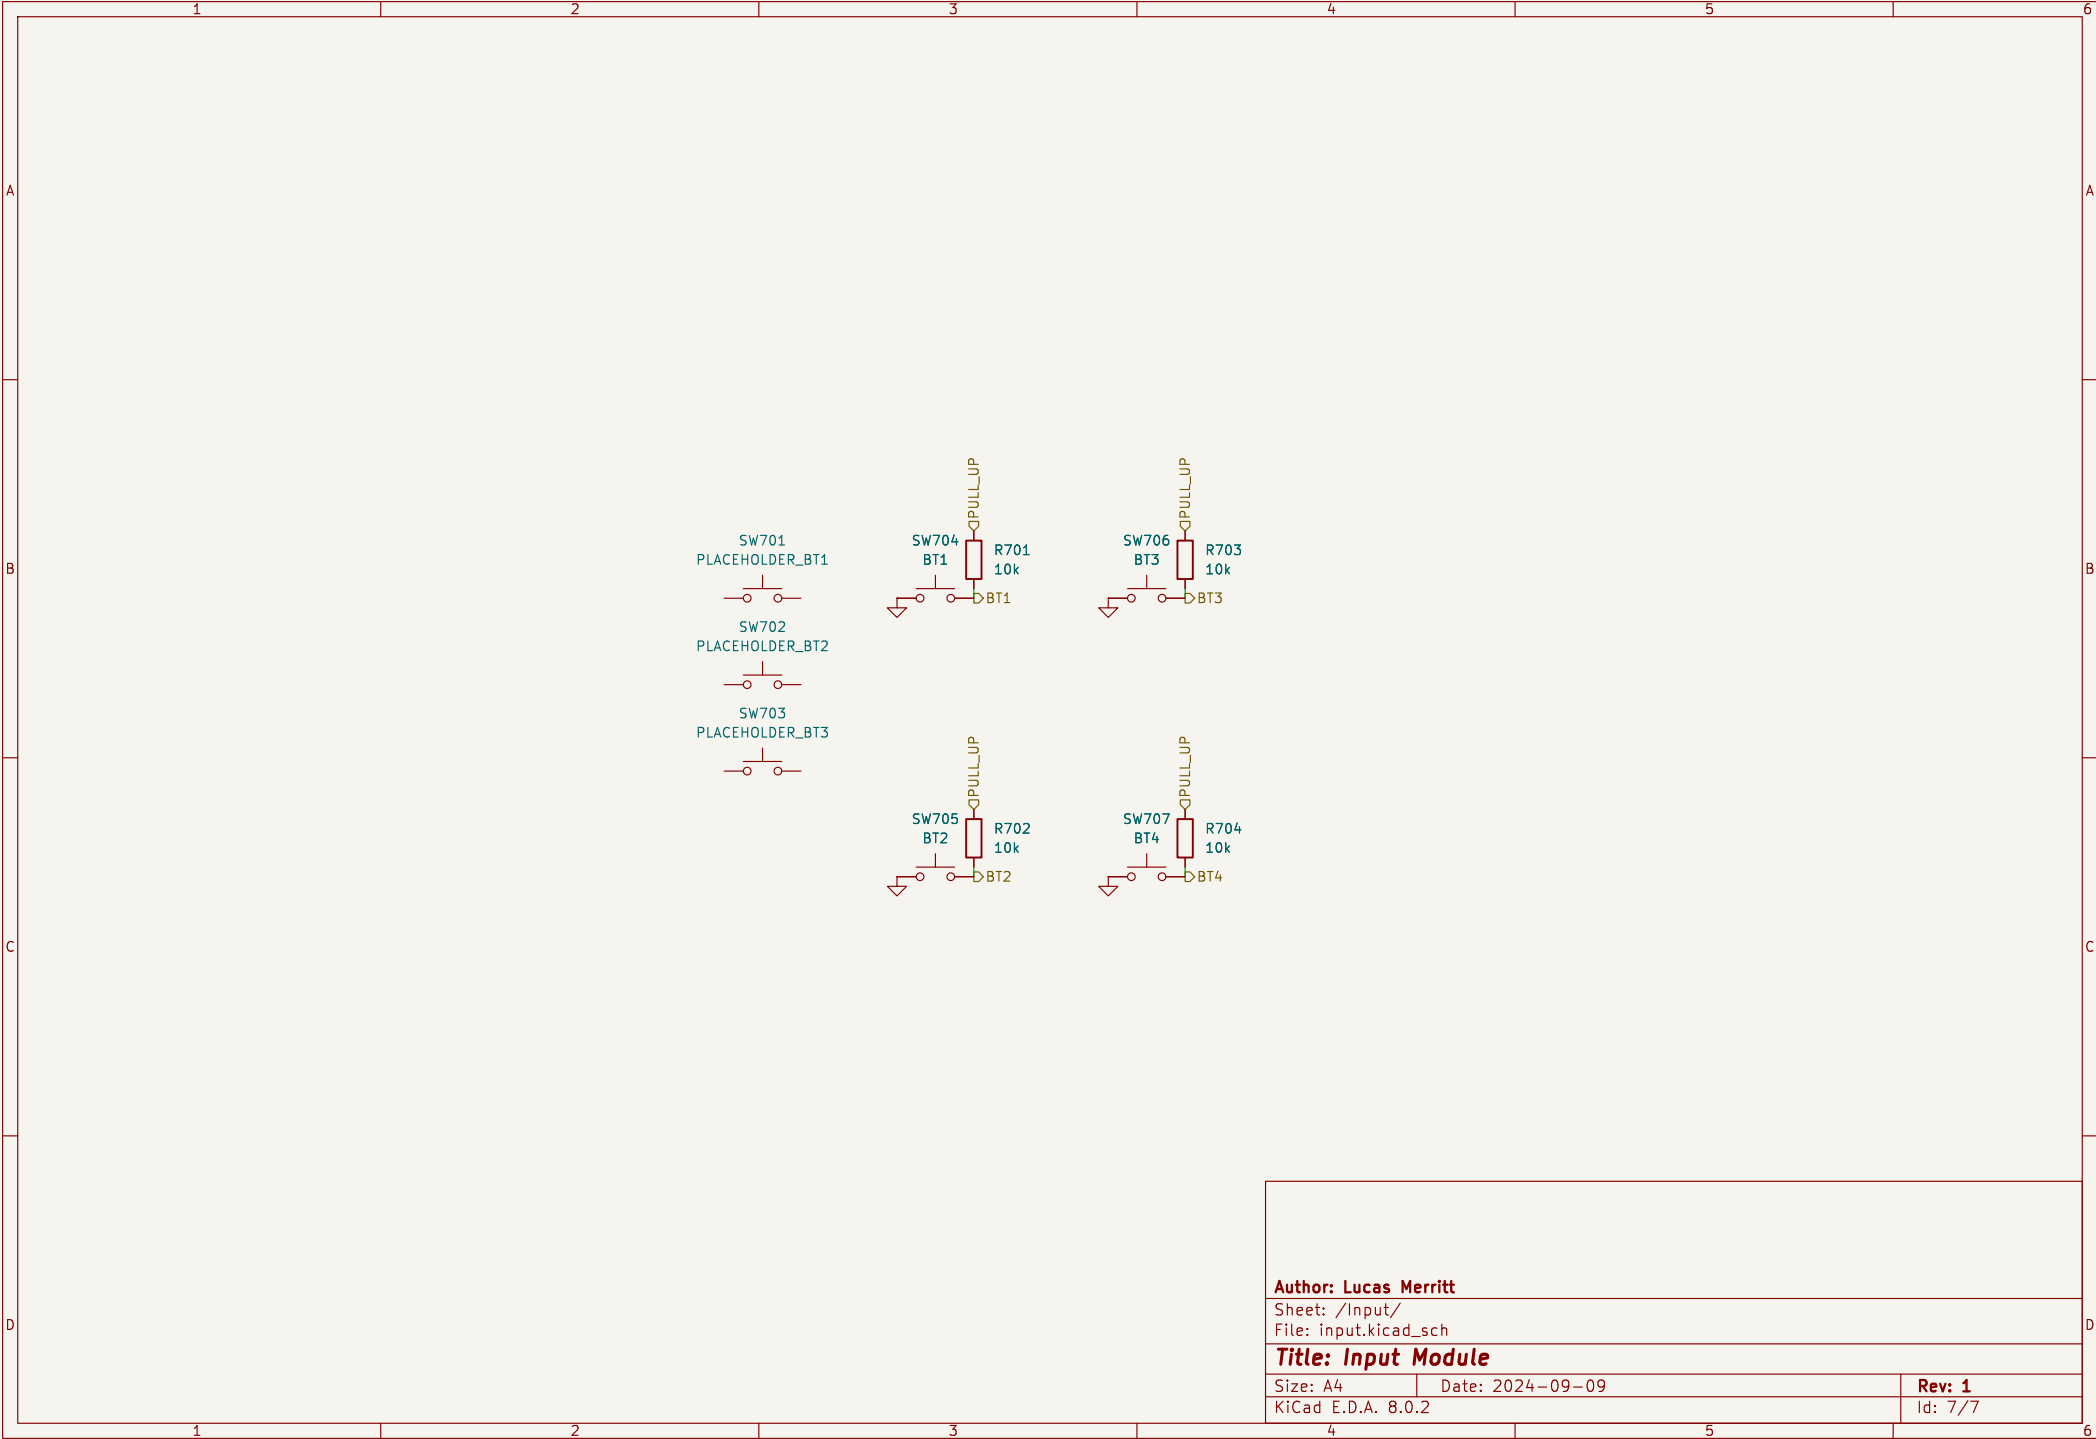 1 2 3 4 5 6
A A
PULL_UP PULL_UP
SW701 SW704 SW706
PLACEHOLDER_BT1 BT1 R701 BT3 R703
B 10k 10k B
BT1 BT3
SW702
PLACEHOLDER_BT2
SW703
PLACEHOLDER_BT3
PULL_UP PULL_UP
SW705 R702 SW707 R704
BT2 10k BT4 10k
BT2 BT4
C C
Author: Lucas Merritt
Sheet: /Input/
File: input.kicad_sch
D D
Title: Input Module
Size: A4 Date: 2024-09-09 Rev: 1
KiCad E.D.A. 8.0.2 Id: 7/7
1 2 3 4 5 6